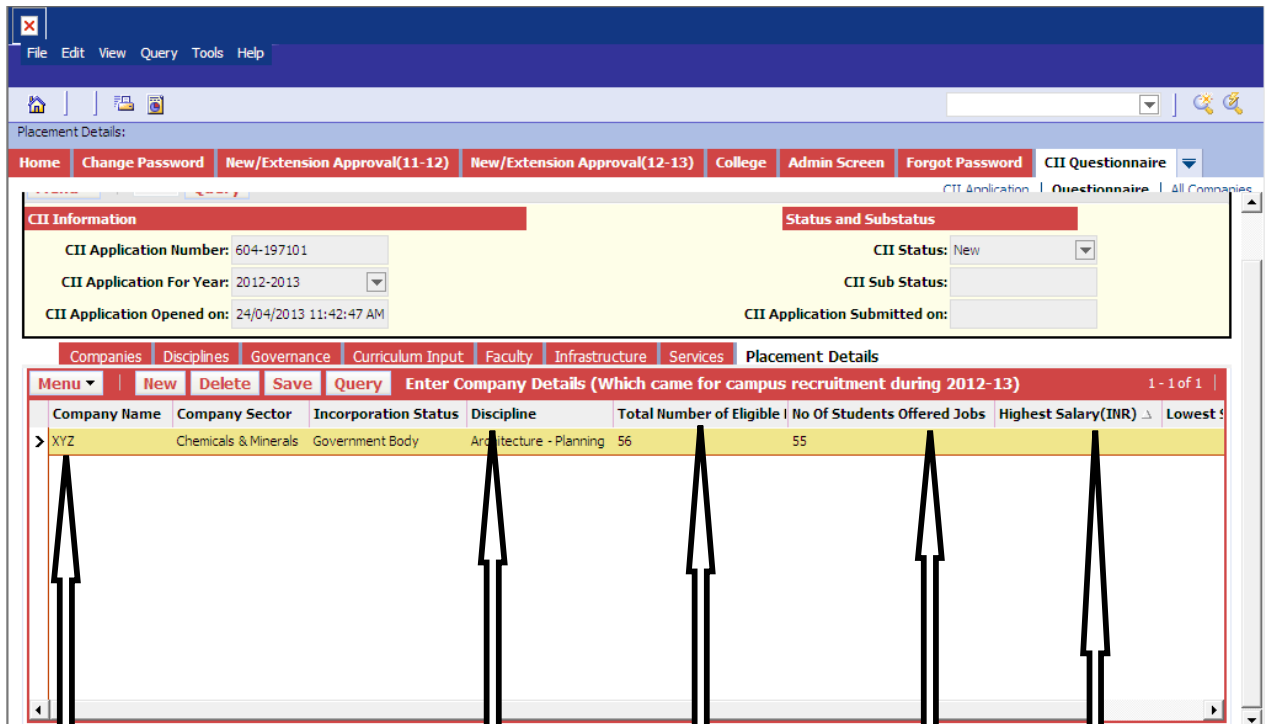 File Edit View Query Tools Help
Placement Details:
Home Change Password New/Extension Approval(11-12) New/Extension Approval(12-13) College Admin Screen Forgot Password CII Questionnaire
CII Application | Questionnaire | All Companies
CII Information Status and Substatus
CII Application Number: 604-197101 CII Status: New
CII Application For Year: 2012-2013 CII Sub Status:
CII Application Opened on: 24/04/2013 11:42:47 AM CII Application Submitted on:
Companies Disciplines Governance Curriculum Input Faculty Infrastructure Services Placement Details
Menu New Delete Save Query Enter Company Details (Which came for campus recruitment during 2012-13) 1 - 1 of 1
Company Name Company Sector Incorporation Status Discipline Total Number of Eligible No Of Students Offered Jobs Highest Salary(INR) Lowest
XYZ Chemicals & Minerals Government Body Architecture - Planning 56 55